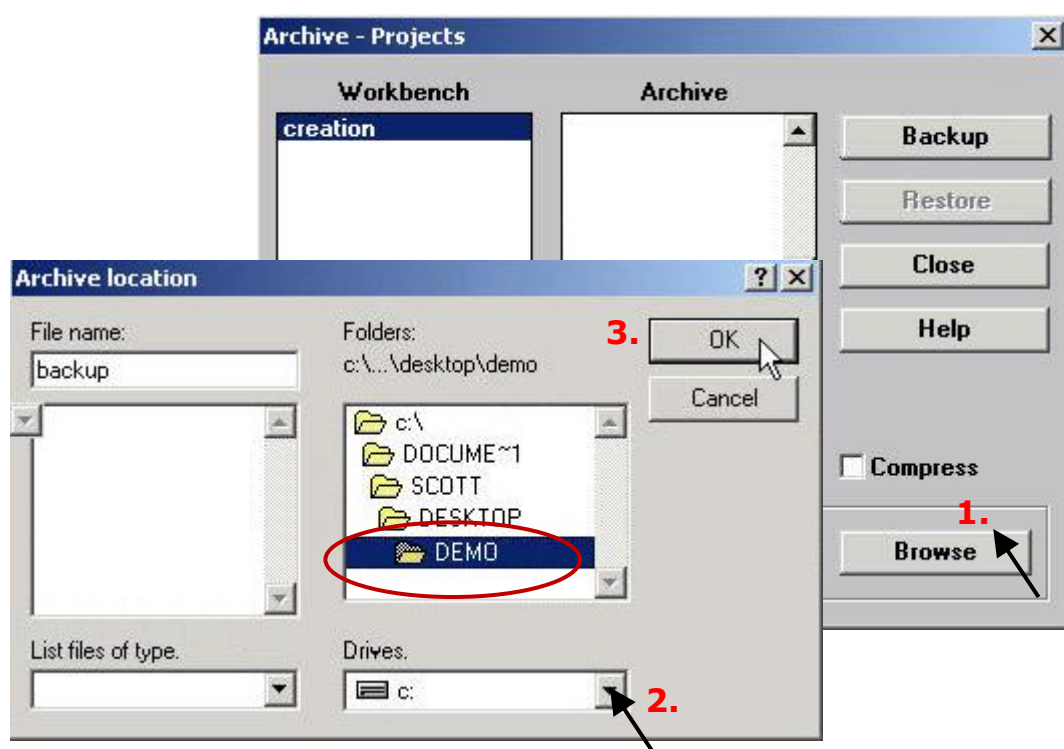 Archive - Projects
Workbench
Archive
creation
Backup
Restore
Close
Help
Compress
1.
Browse
Archive location
File name:
backup
Folders:
c:\...\desktop\demo
3.
OK
Cancel
c:\
DOCUME~1
SCOTT
DESKTOP
DEMO
List files of type.
Drives.
c:
2.